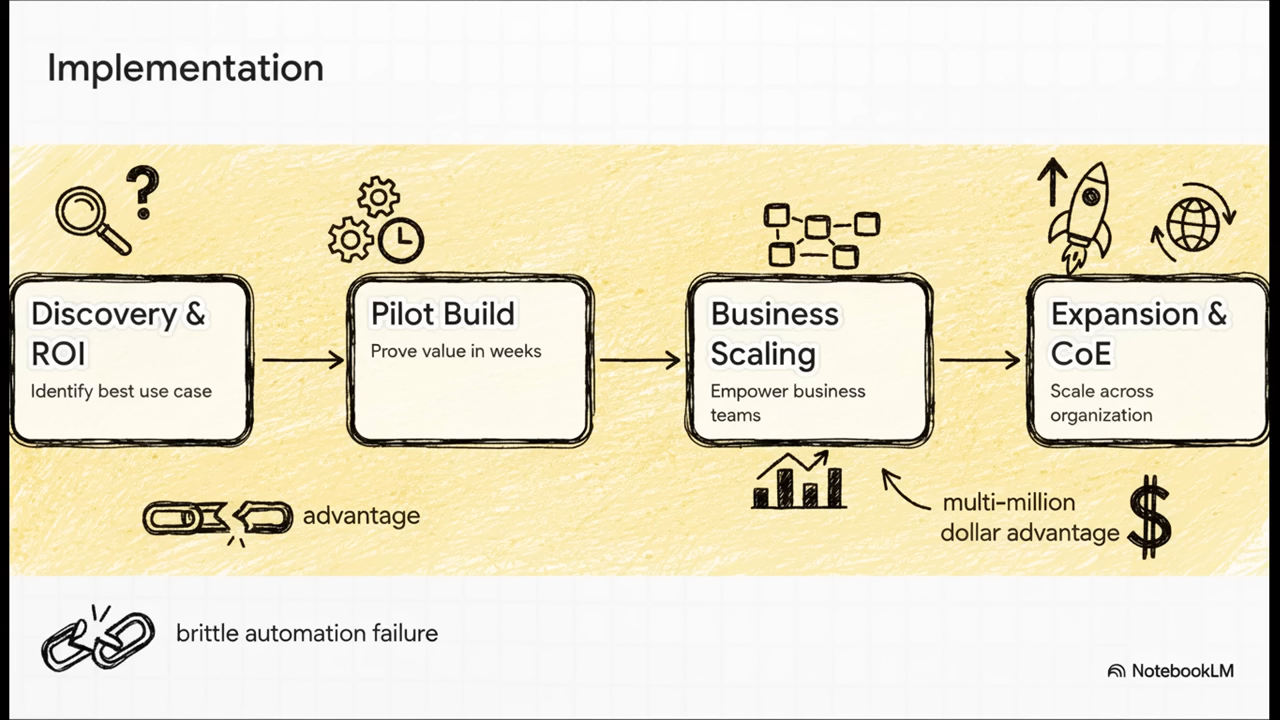 Implementation
?
Discovery &
ROI
Identify best use case
Pilot Build
Prove value in weeks
Business
Scaling
Empower business
teams
Expansion &
CoE
Scale across
organization
advantage
multi-million
dollar advantage
$
brittle automation failure
NotebookLM